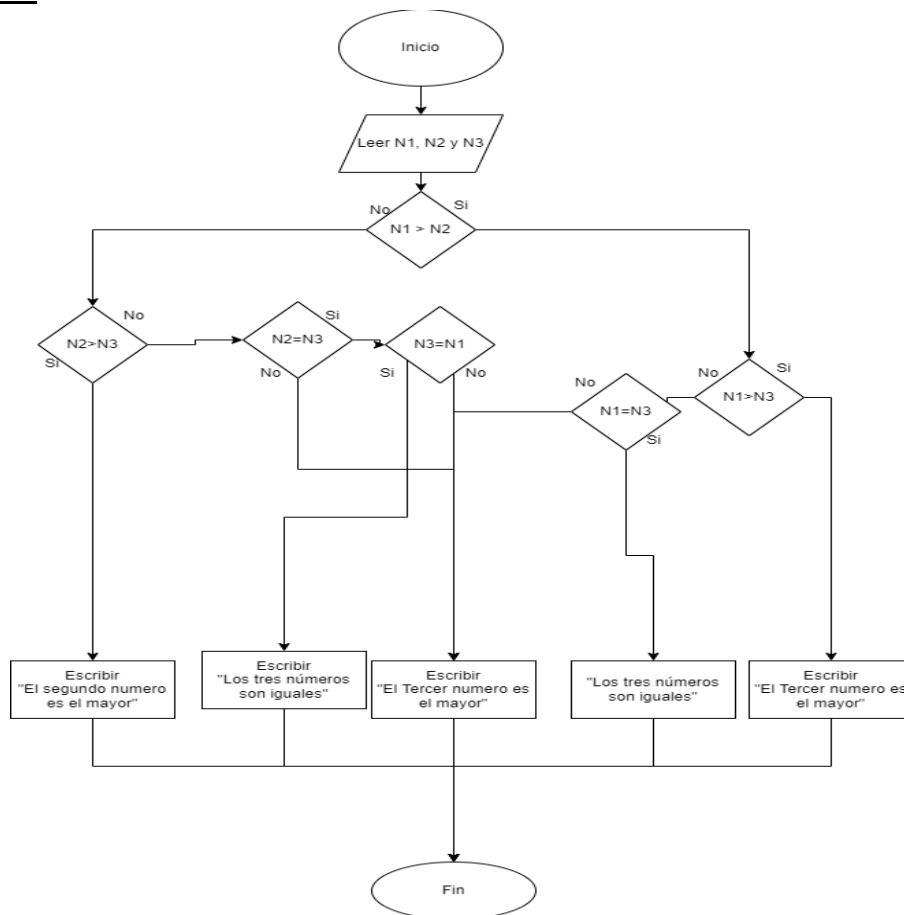 Inicio
Leer N1, N2 y N3
No
Si
N1 > N2
No
Si
N2>N3
Si
N2=N3
No
N3=N1
Si
No
No
Si
N1>N3
No
N1=N3
Si
Escribir
"El segundo numero
es el mayor"
Escribir
"Los tres números
son iguales"
Escribir
"El Tercer numero es
el mayor"
"Los tres números
son iguales"
Escribir
"El Tercer numero es
el mayor"
Fin